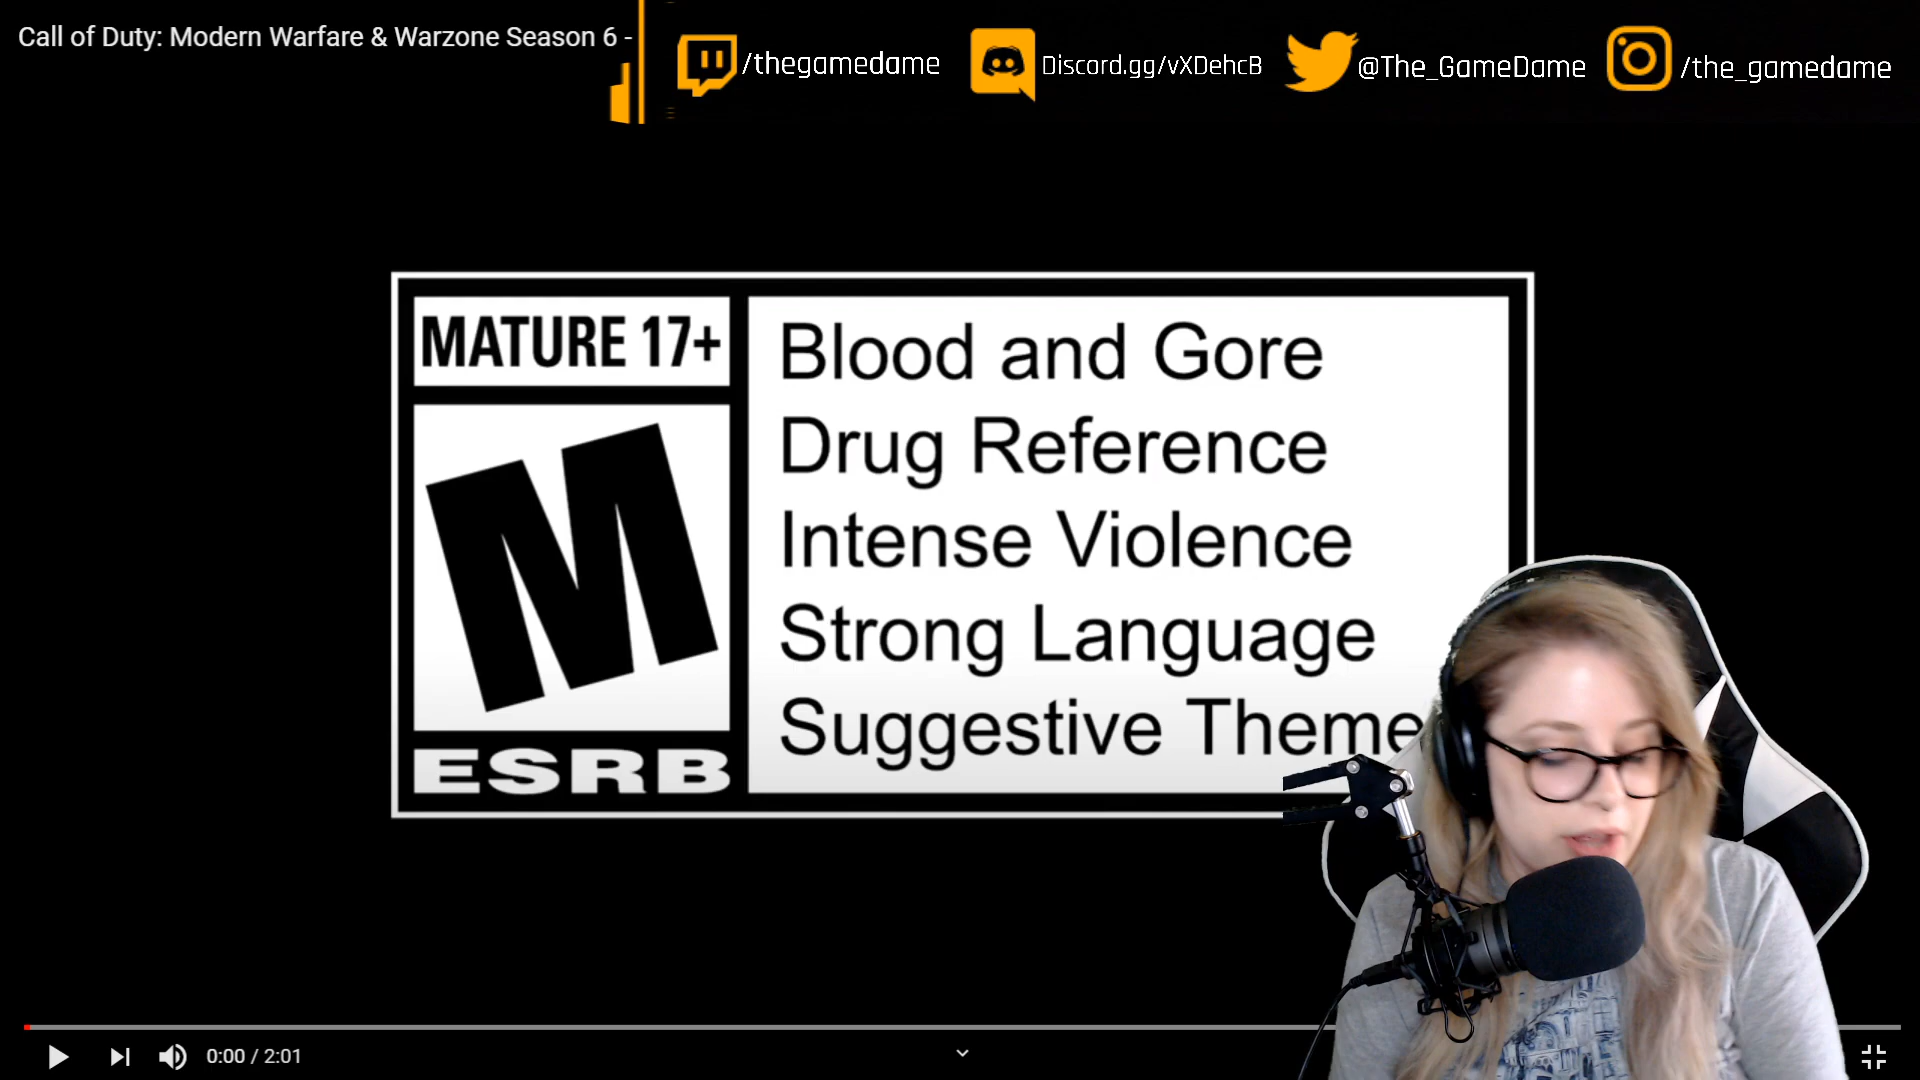 Call of Duty: Modern Warfare & Warzone Season 6 -
/thegamedame
Discord.gg/vXDehcB
@The_GameDame
/the_gamedame
MATURE 17+
M
ESRB
Blood and Gore
Drug Reference
Intense Violence
Strong Language
Suggestive Theme
0:00 / 2:01